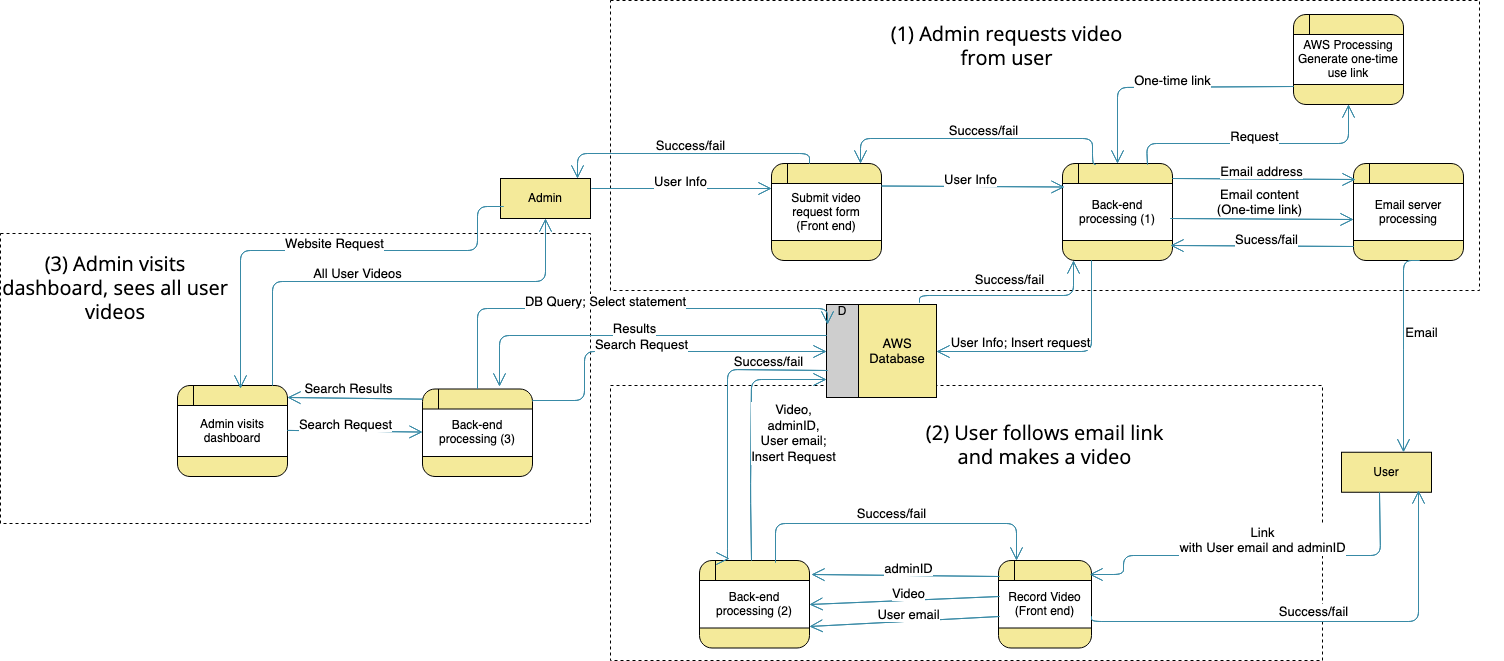 (1) Admin requests video
from user
AWS Processing
Generate one-time
use link
One-time link
Request
Success/fail
Success/fail
User Info
User Info
Email address
Email content
(One-time link)
Sucess/fail
Admin
Submit video
request form
(Front end)
Back-end
processing (1)
Email server
processing
Website Request
All User Videos
(3) Admin visits
dashboard, sees all user
videos
Success/fail
DB Query; Select statement
Results
Search Request
Success/fail
D
AWS
Database
User Info; Insert request
Email
Search Results
Search Request
Admin visits
dashboard
Back-end
processing (3)
Video,
adminID,
User email;
Insert Request
(2) User follows email link
and makes a video
User
Success/fail
Link
with User email and adminID
adminID
Video
User email
Back-end
processing (2)
Record Video
(Front end)
Success/fail